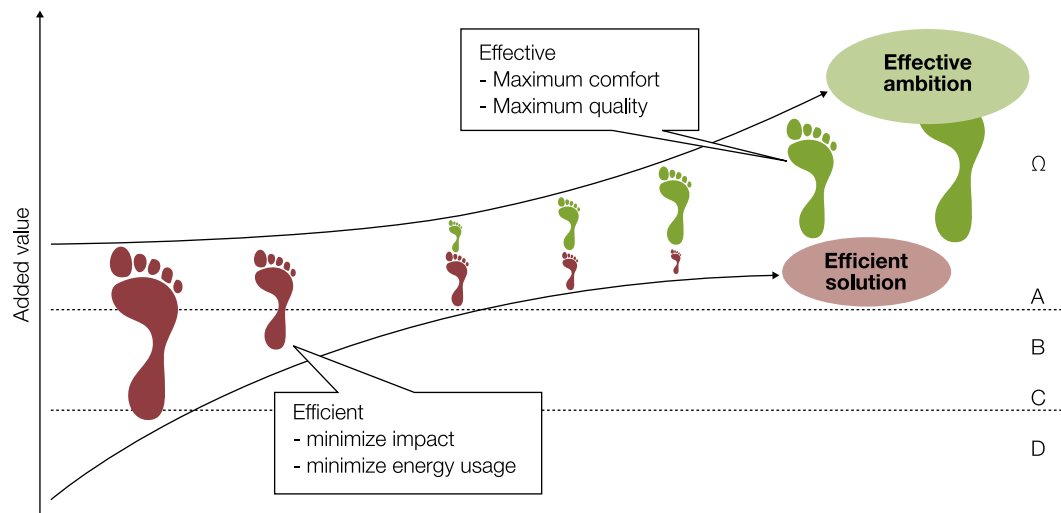 Effective
- Maximum comfort
- Maximum quality
Effective
ambition
Ω
Added value
Efficient
solution
A
B
C
Efficient
- minimize impact
- minimize energy usage
D